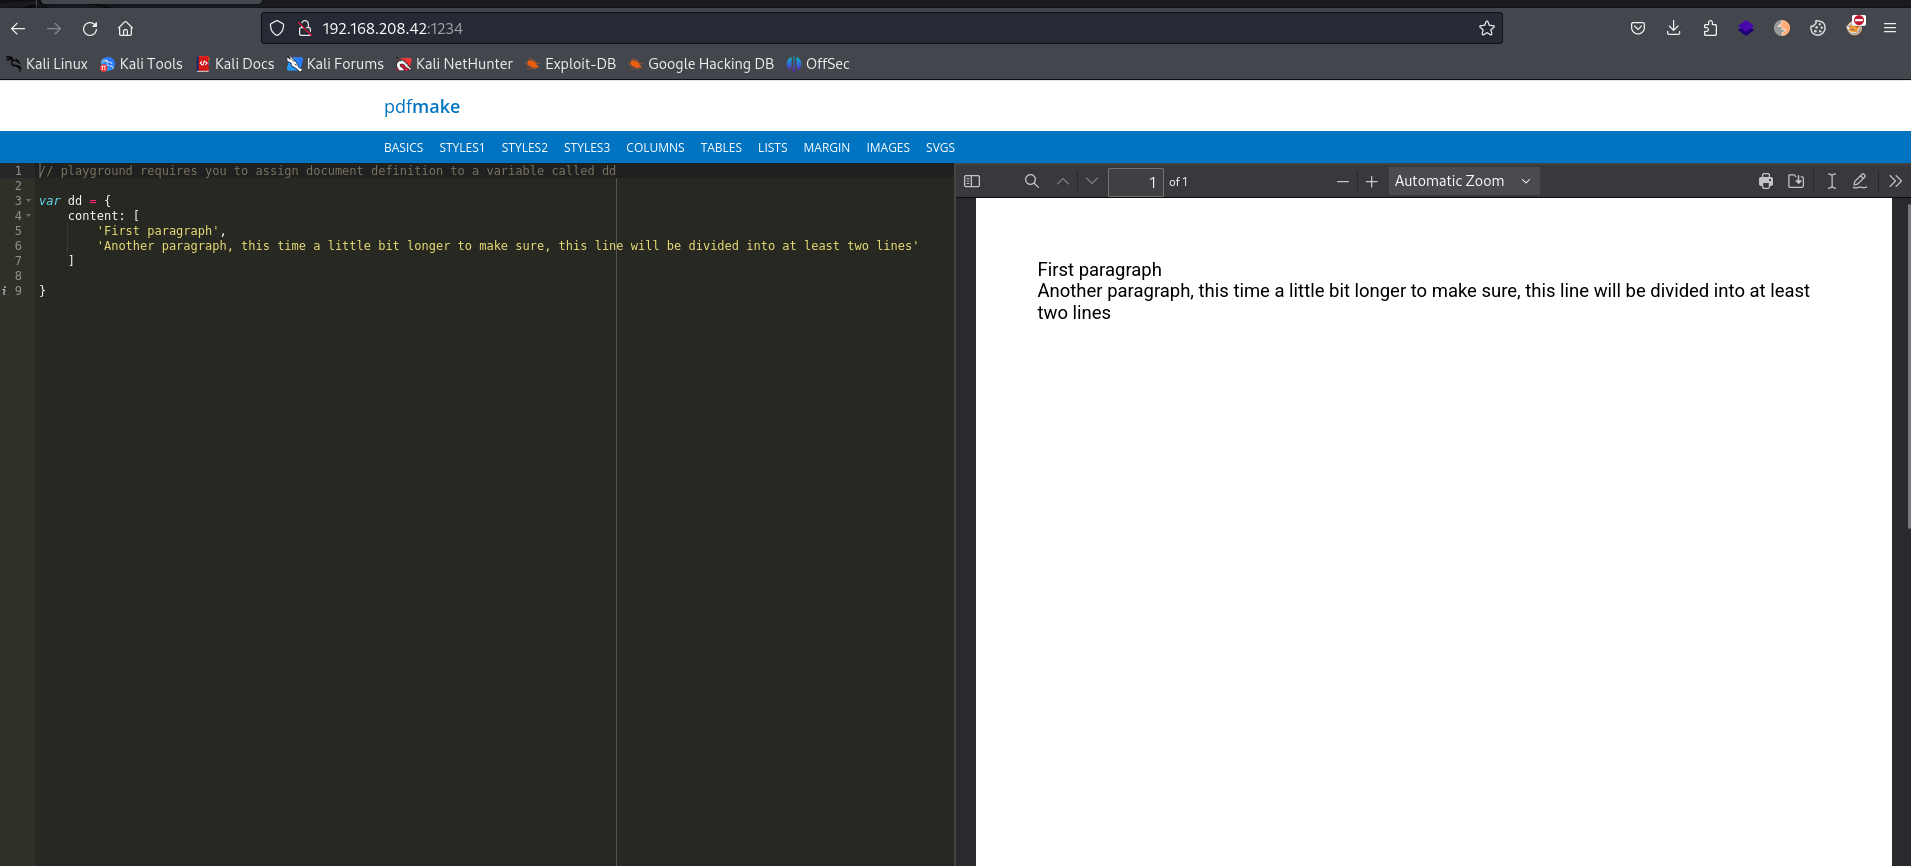 192.168.208.42:1234
Kali Linux Kali Tools Kali Docs Kali Forums Kali NetHunter Exploit-DB Google Hacking DB OffSec
pdfmake
BASICS STYLES1 STYLES2 STYLES3 COLUMNS TABLES LISTS MARGIN IMAGES SVGS
1 // playground requires you to assign document definition to a variable called dd
2
3 var dd = {
4 content: [
5 'First paragraph',
6 'Another paragraph, this time a little bit longer to make sure, this line will be divided into at least two lines'
7 ]
8
i 9 }
1 of 1 Automatic Zoom
First paragraph
Another paragraph, this time a little bit longer to make sure, this line will be divided into at least
two lines